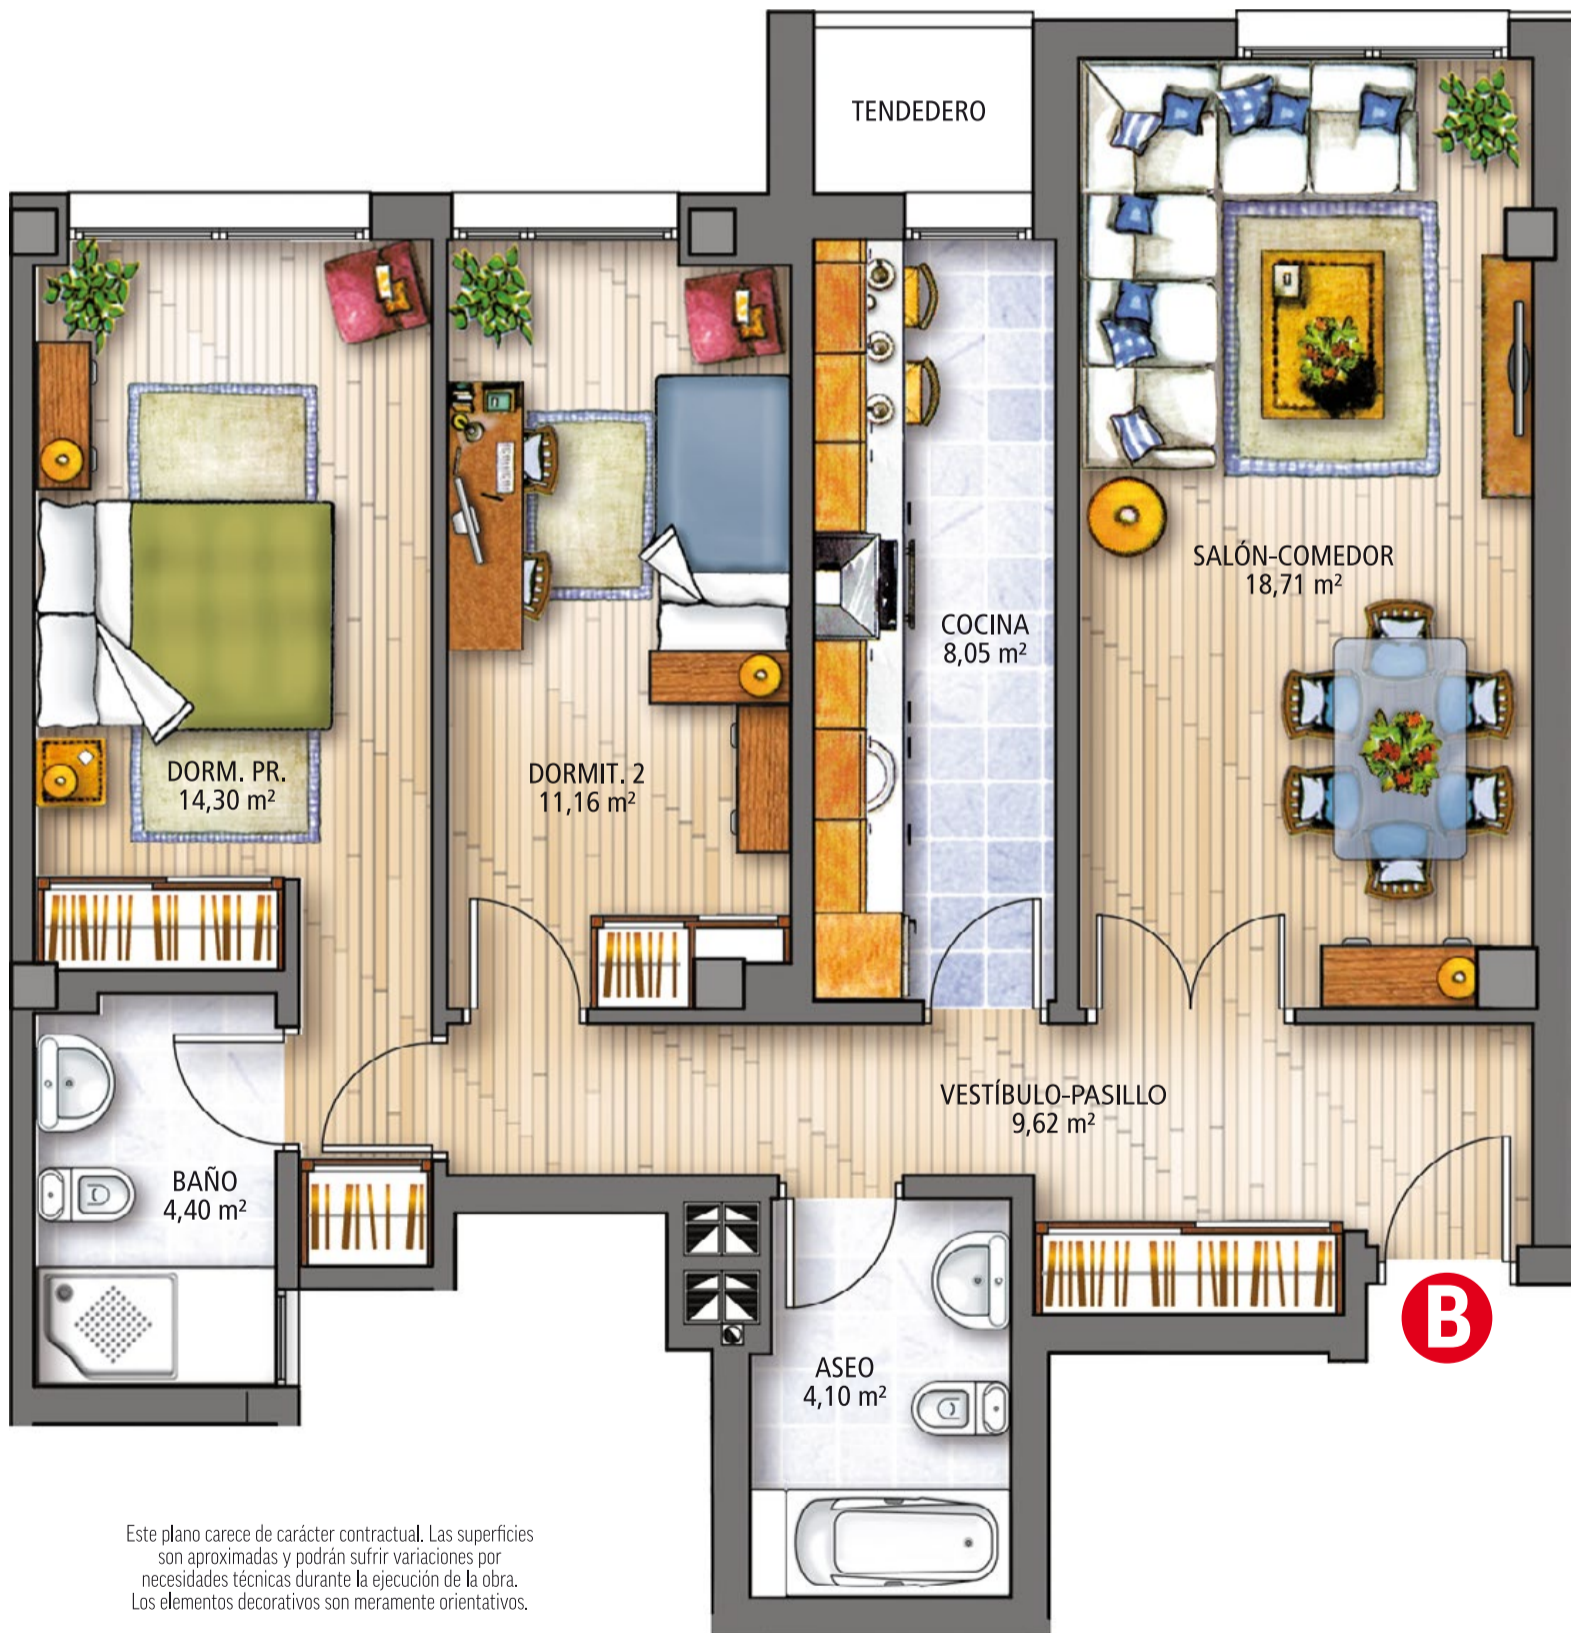 TENDEDERO
SALÓN-COMEDOR
18,71 m²
COCINA
8,05 m²
DORM. PR.
14,30 m²
DORMIT. 2
11,16 m²
VESTÍBULO-PASILLO
9,62 m²
BAÑO
4,40 m²
B
ASEO
4,10 m²
Este plano carece de carácter contractual. Las superficies
son aproximadas y podrán sufrir variaciones por
necesidades técnicas durante la ejecución de la obra.
Los elementos decorativos son meramente orientativos.